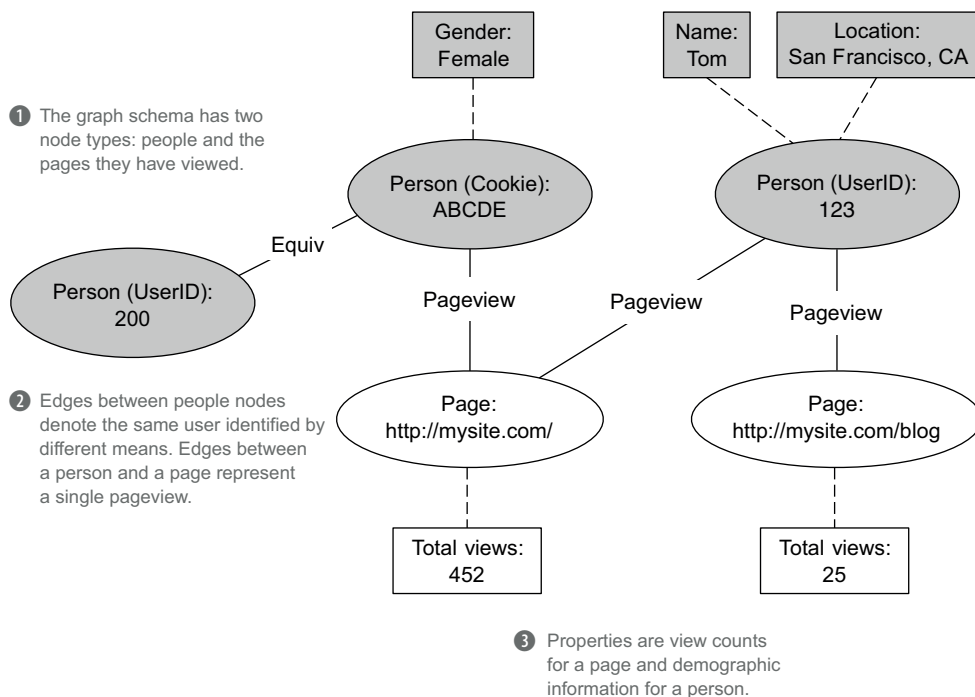 Gender:
Female
Name:
Tom
Location:
San Francisco, CA
1 The graph schema has two
node types: people and the
pages they have viewed.
Person (Cookie):
ABCDE
Person (UserID):
123
Equiv
Person (UserID):
200
Pageview
Pageview
Pageview
2 Edges between people nodes
denote the same user identified by
different means. Edges between
a person and a page represent
a single pageview.
Page:
http://mysite.com/
Page:
http://mysite.com/blog
Total views:
452
Total views:
25
3 Properties are view counts
for a page and demographic
information for a person.